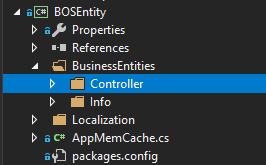 BOSEntity
Properties
References
BusinessEntities
Controller
Info
Localization
AppMemCache.cs
packages.config